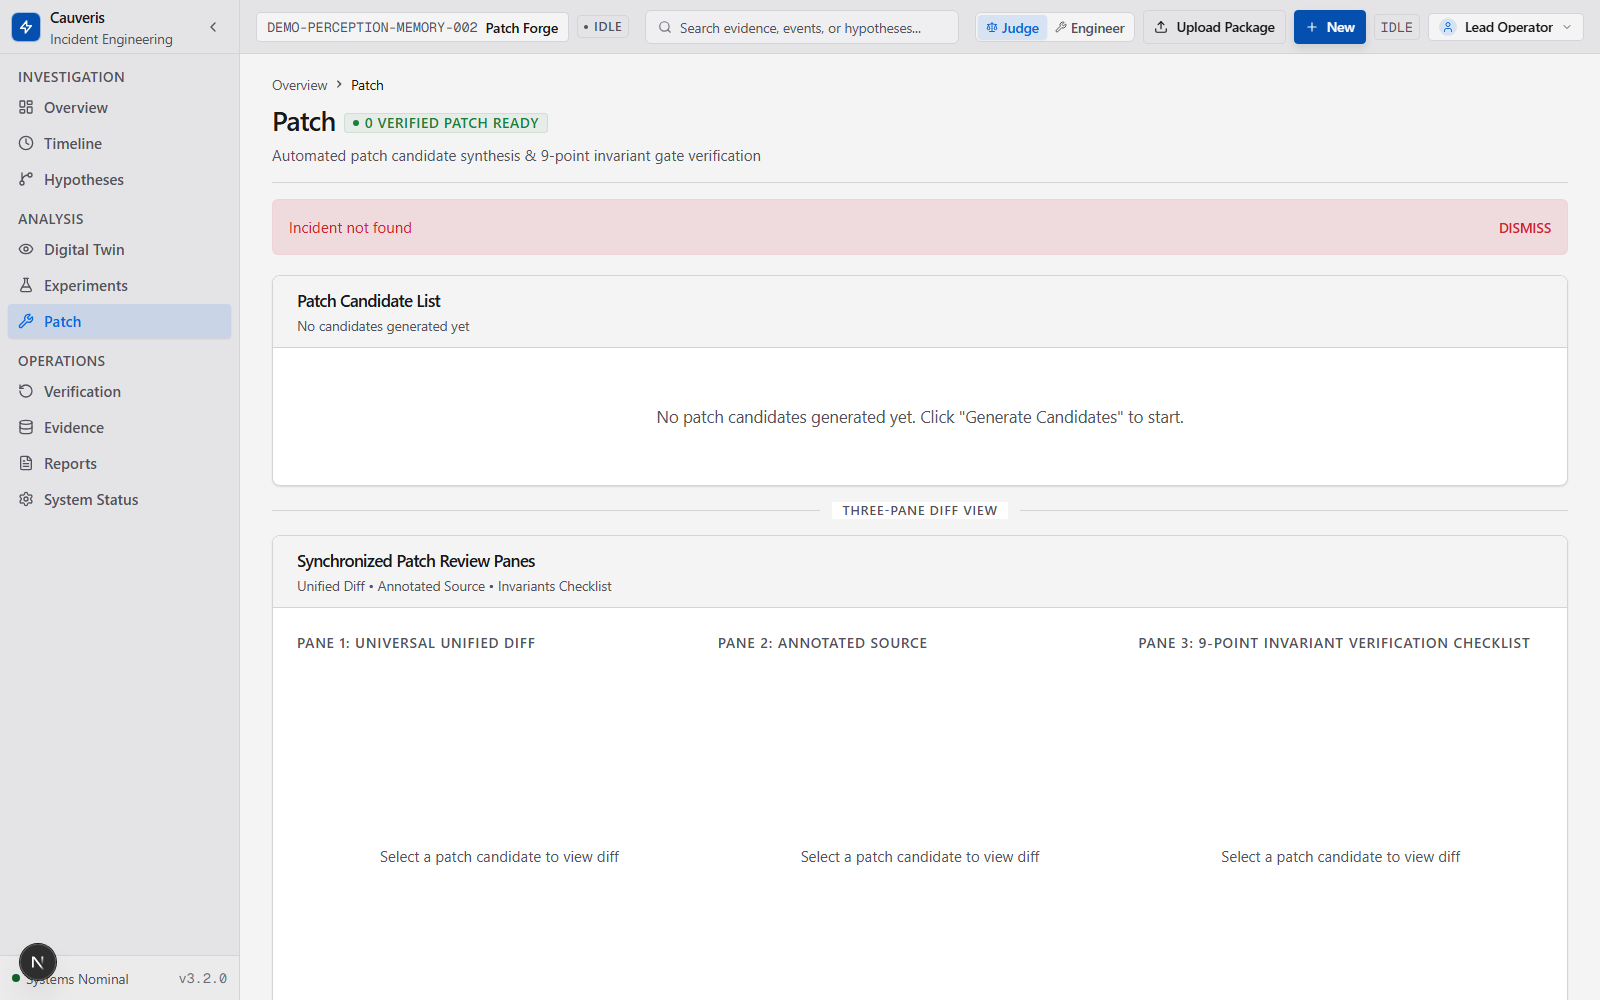 Cauveris
Incident Engineering
DEMO-PERCEPTION-MEMORY-002 Patch Forge
IDLE
Search evidence, events, or hypotheses...
Judge
Engineer
Upload Package
New
IDLE
Lead Operator
INVESTIGATION
Overview
Timeline
Hypotheses
ANALYSIS
Digital Twin
Experiments
Patch
OPERATIONS
Verification
Evidence
Reports
System Status
N
Systems Nominal
v3.2.0
Overview > Patch
Patch
0 VERIFIED PATCH READY
Automated patch candidate synthesis & 9-point invariant gate verification
Incident not found
DISMISS
Patch Candidate List
No candidates generated yet
No patch candidates generated yet. Click "Generate Candidates" to start.
THREE-PANE DIFF VIEW
Synchronized Patch Review Panes
Unified Diff • Annotated Source • Invariants Checklist
PANE 1: UNIVERSAL UNIFIED DIFF
PANE 2: ANNOTATED SOURCE
PANE 3: 9-POINT INVARIANT VERIFICATION CHECKLIST
Select a patch candidate to view diff
Select a patch candidate to view diff
Select a patch candidate to view diff